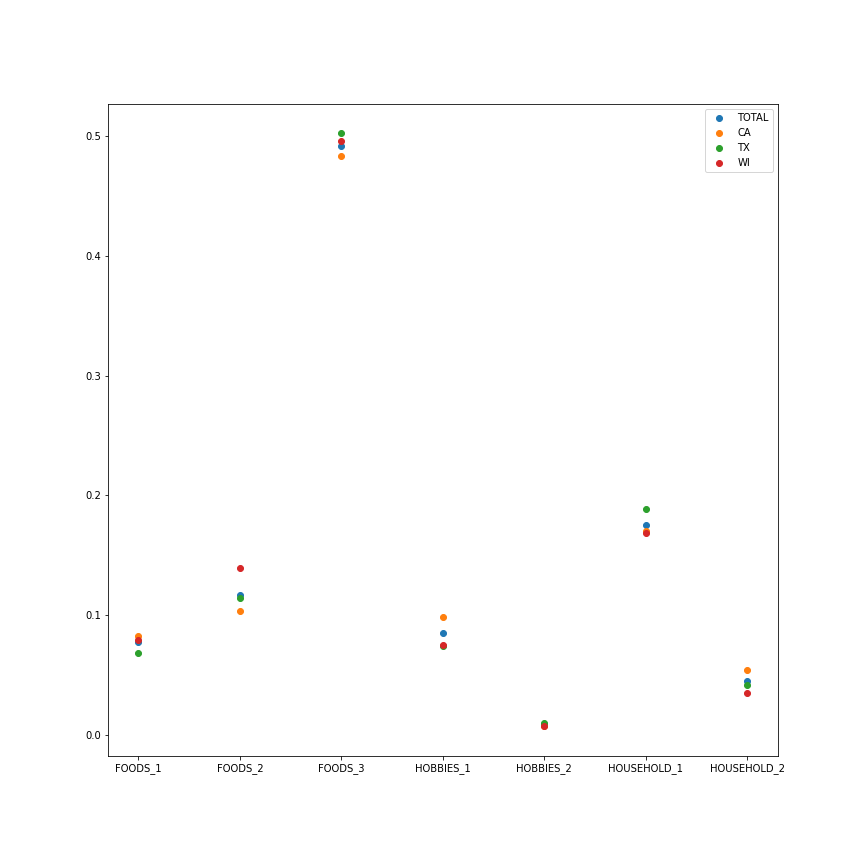 TOTAL
CA
TX
WI
0.5
0.4
0.3
0.2
0.1
0.0
FOODS_1 FOODS_2 FOODS_3 HOBBIES_1 HOBBIES_2 HOUSEHOLD_1 HOUSEHOLD_2